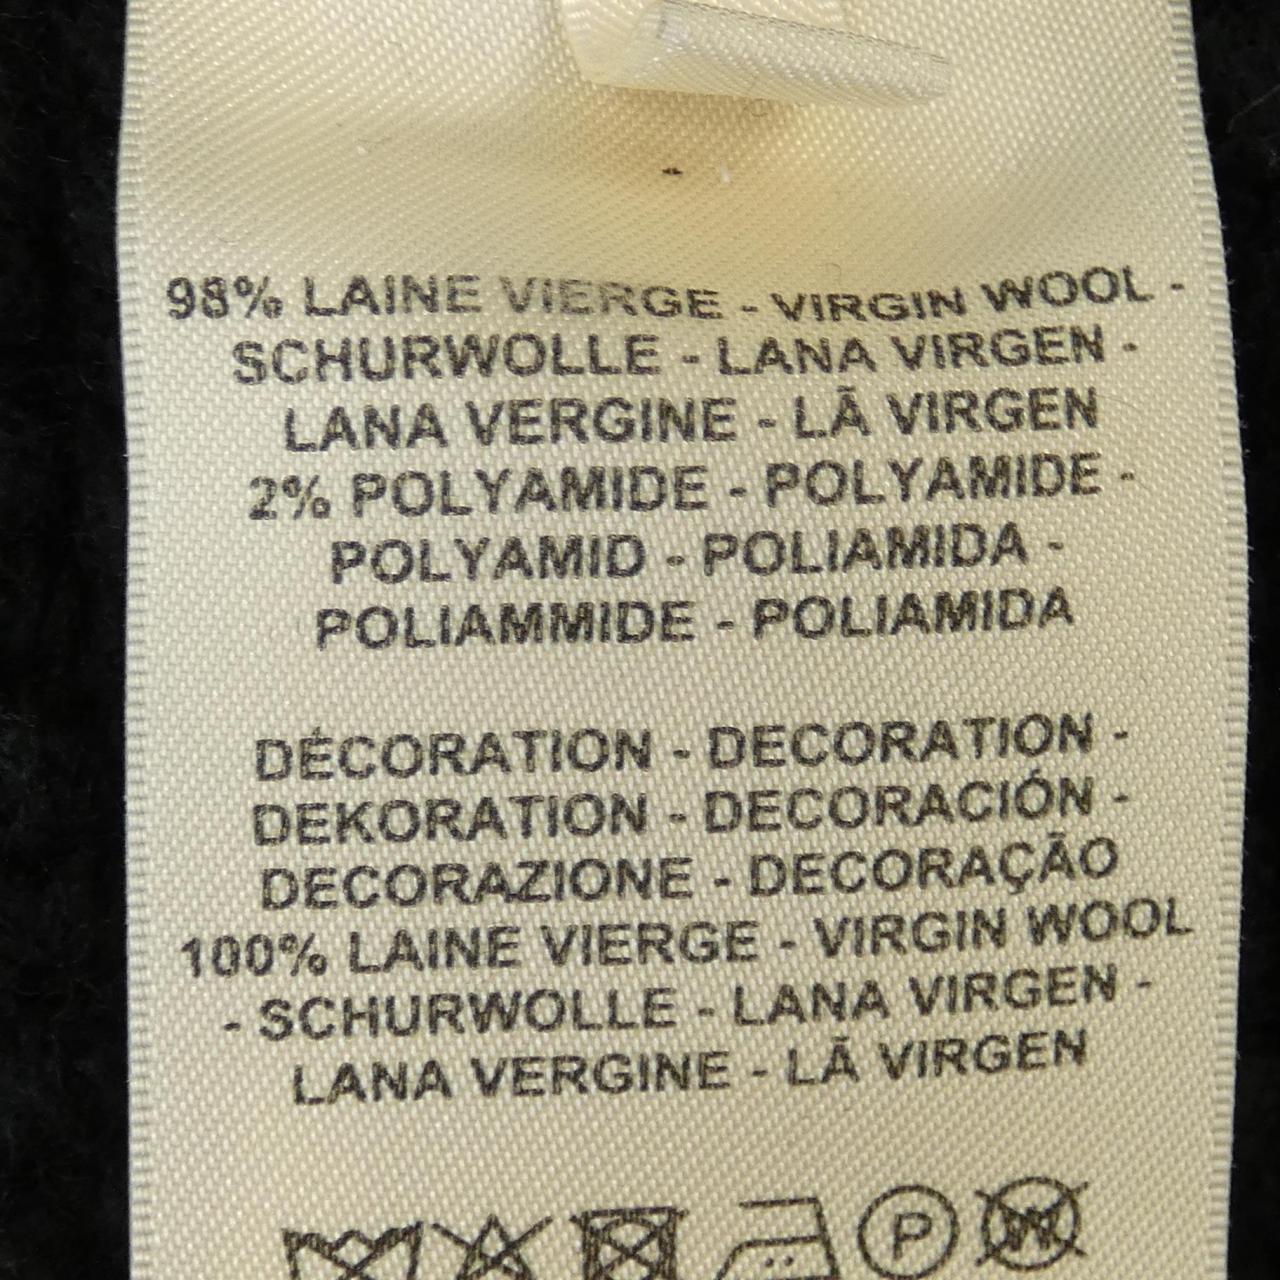 98% LAINE VIERGE - VIRGIN WOOL -
SCHURWOLLE - LANA VIRGEN -
LANA VERGINE - LÃ VIRGEN
2% POLYAMIDE - POLYAMIDE -
POLYAMID - POLIAMIDA -
POLIAMMIDE - POLIAMIDA
DÉCORATION - DECORATION -
DEKORATION - DECORACIÓN -
DECORAZIONE - DECORAÇÃO
100% LAINE VIERGE - VIRGIN WOOL
- SCHURWOLLE - LANA VIRGEN -
LANA VERGINE - LÃ VIRGEN
P W